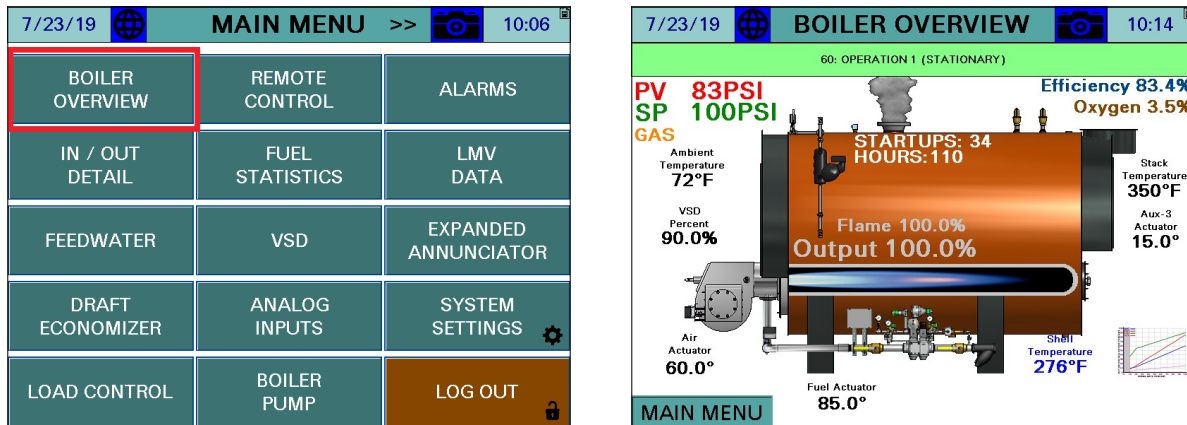 7/23/19
MAIN MENU >>
10:06
BOILER
OVERVIEW
REMOTE
CONTROL
ALARMS
IN / OUT
DETAIL
FUEL
STATISTICS
LMV
DATA
FEEDWATER
VSD
EXPANDED
ANNUNCIATOR
DRAFT
ECONOMIZER
ANALOG
INPUTS
SYSTEM
SETTINGS
LOAD CONTROL
BOILER
PUMP
LOG OUT
7/23/19
BOILER OVERVIEW
10:14
60: OPERATION 1 (STATIONARY)
PV 83PSI
SP 100PSI
GAS
Efficiency 83.4%
Oxygen 3.5%
STARTUPS: 34
HOURS:110
Ambient
Temperature
72°F
Stack
Temperature
350°F
VSD
Percent
90.0%
Aux-3
Actuator
15.0°
Flame 100.0%
Output 100.0%
Air
Actuator
60.0°
Shell
Temperature
276°F
Fuel Actuator
85.0°
MAIN MENU